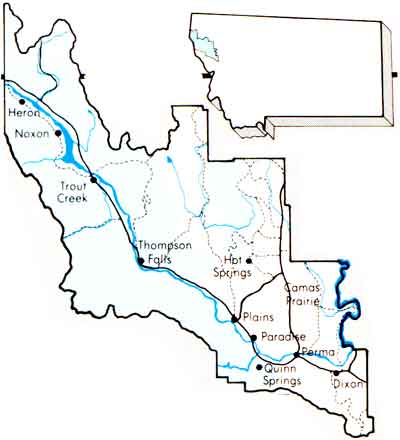 Heron
Noxon
Trout
Creek
Thompson
Falls
Hot
Springs
Camas
Prairie
Plains
Paradise
Perma
Quinn
Springs
Dixon